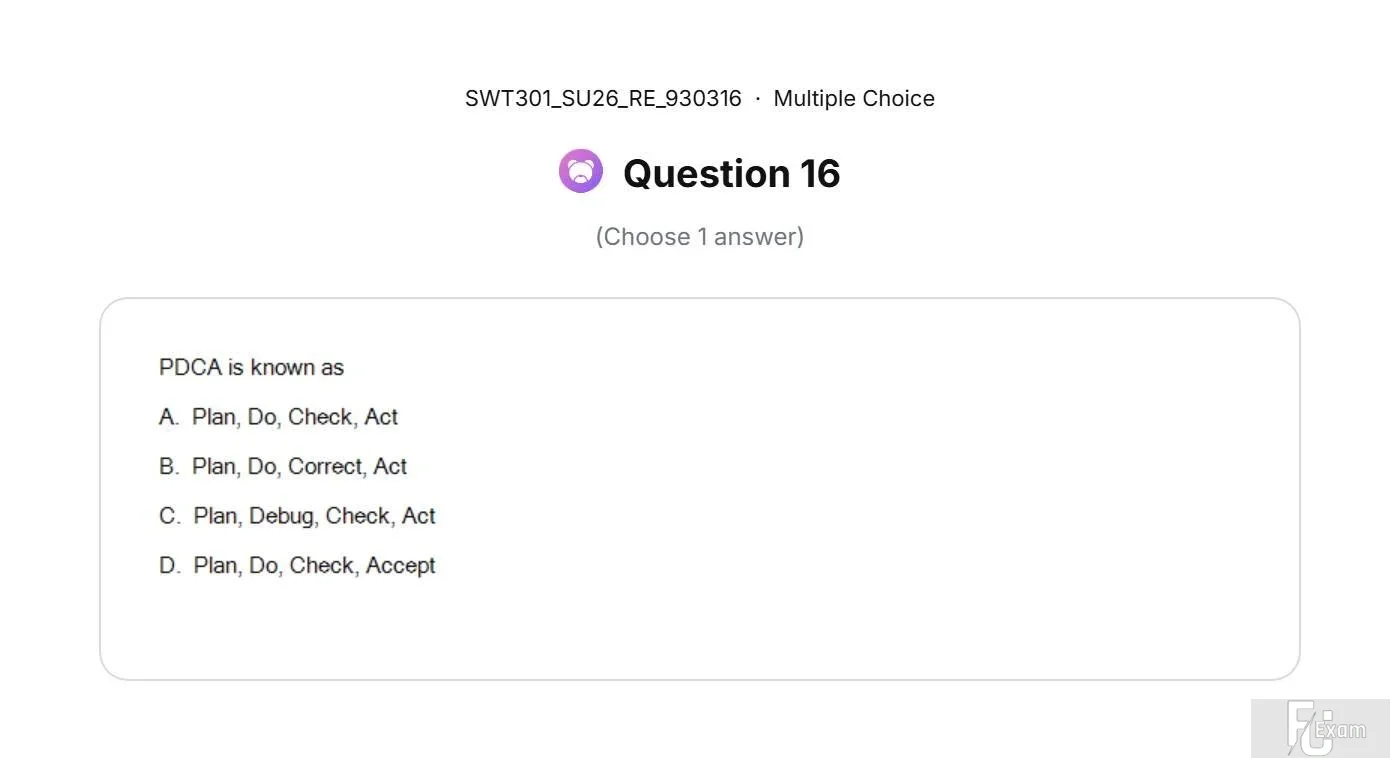 SWT301_SU26_RE_930316 · Multiple Choice
Question 16
(Choose 1 answer)
PDCA is known as
A. Plan, Do, Check, Act
B. Plan, Do, Correct, Act
C. Plan, Debug, Check, Act
D. Plan, Do, Check, Accept
Exam